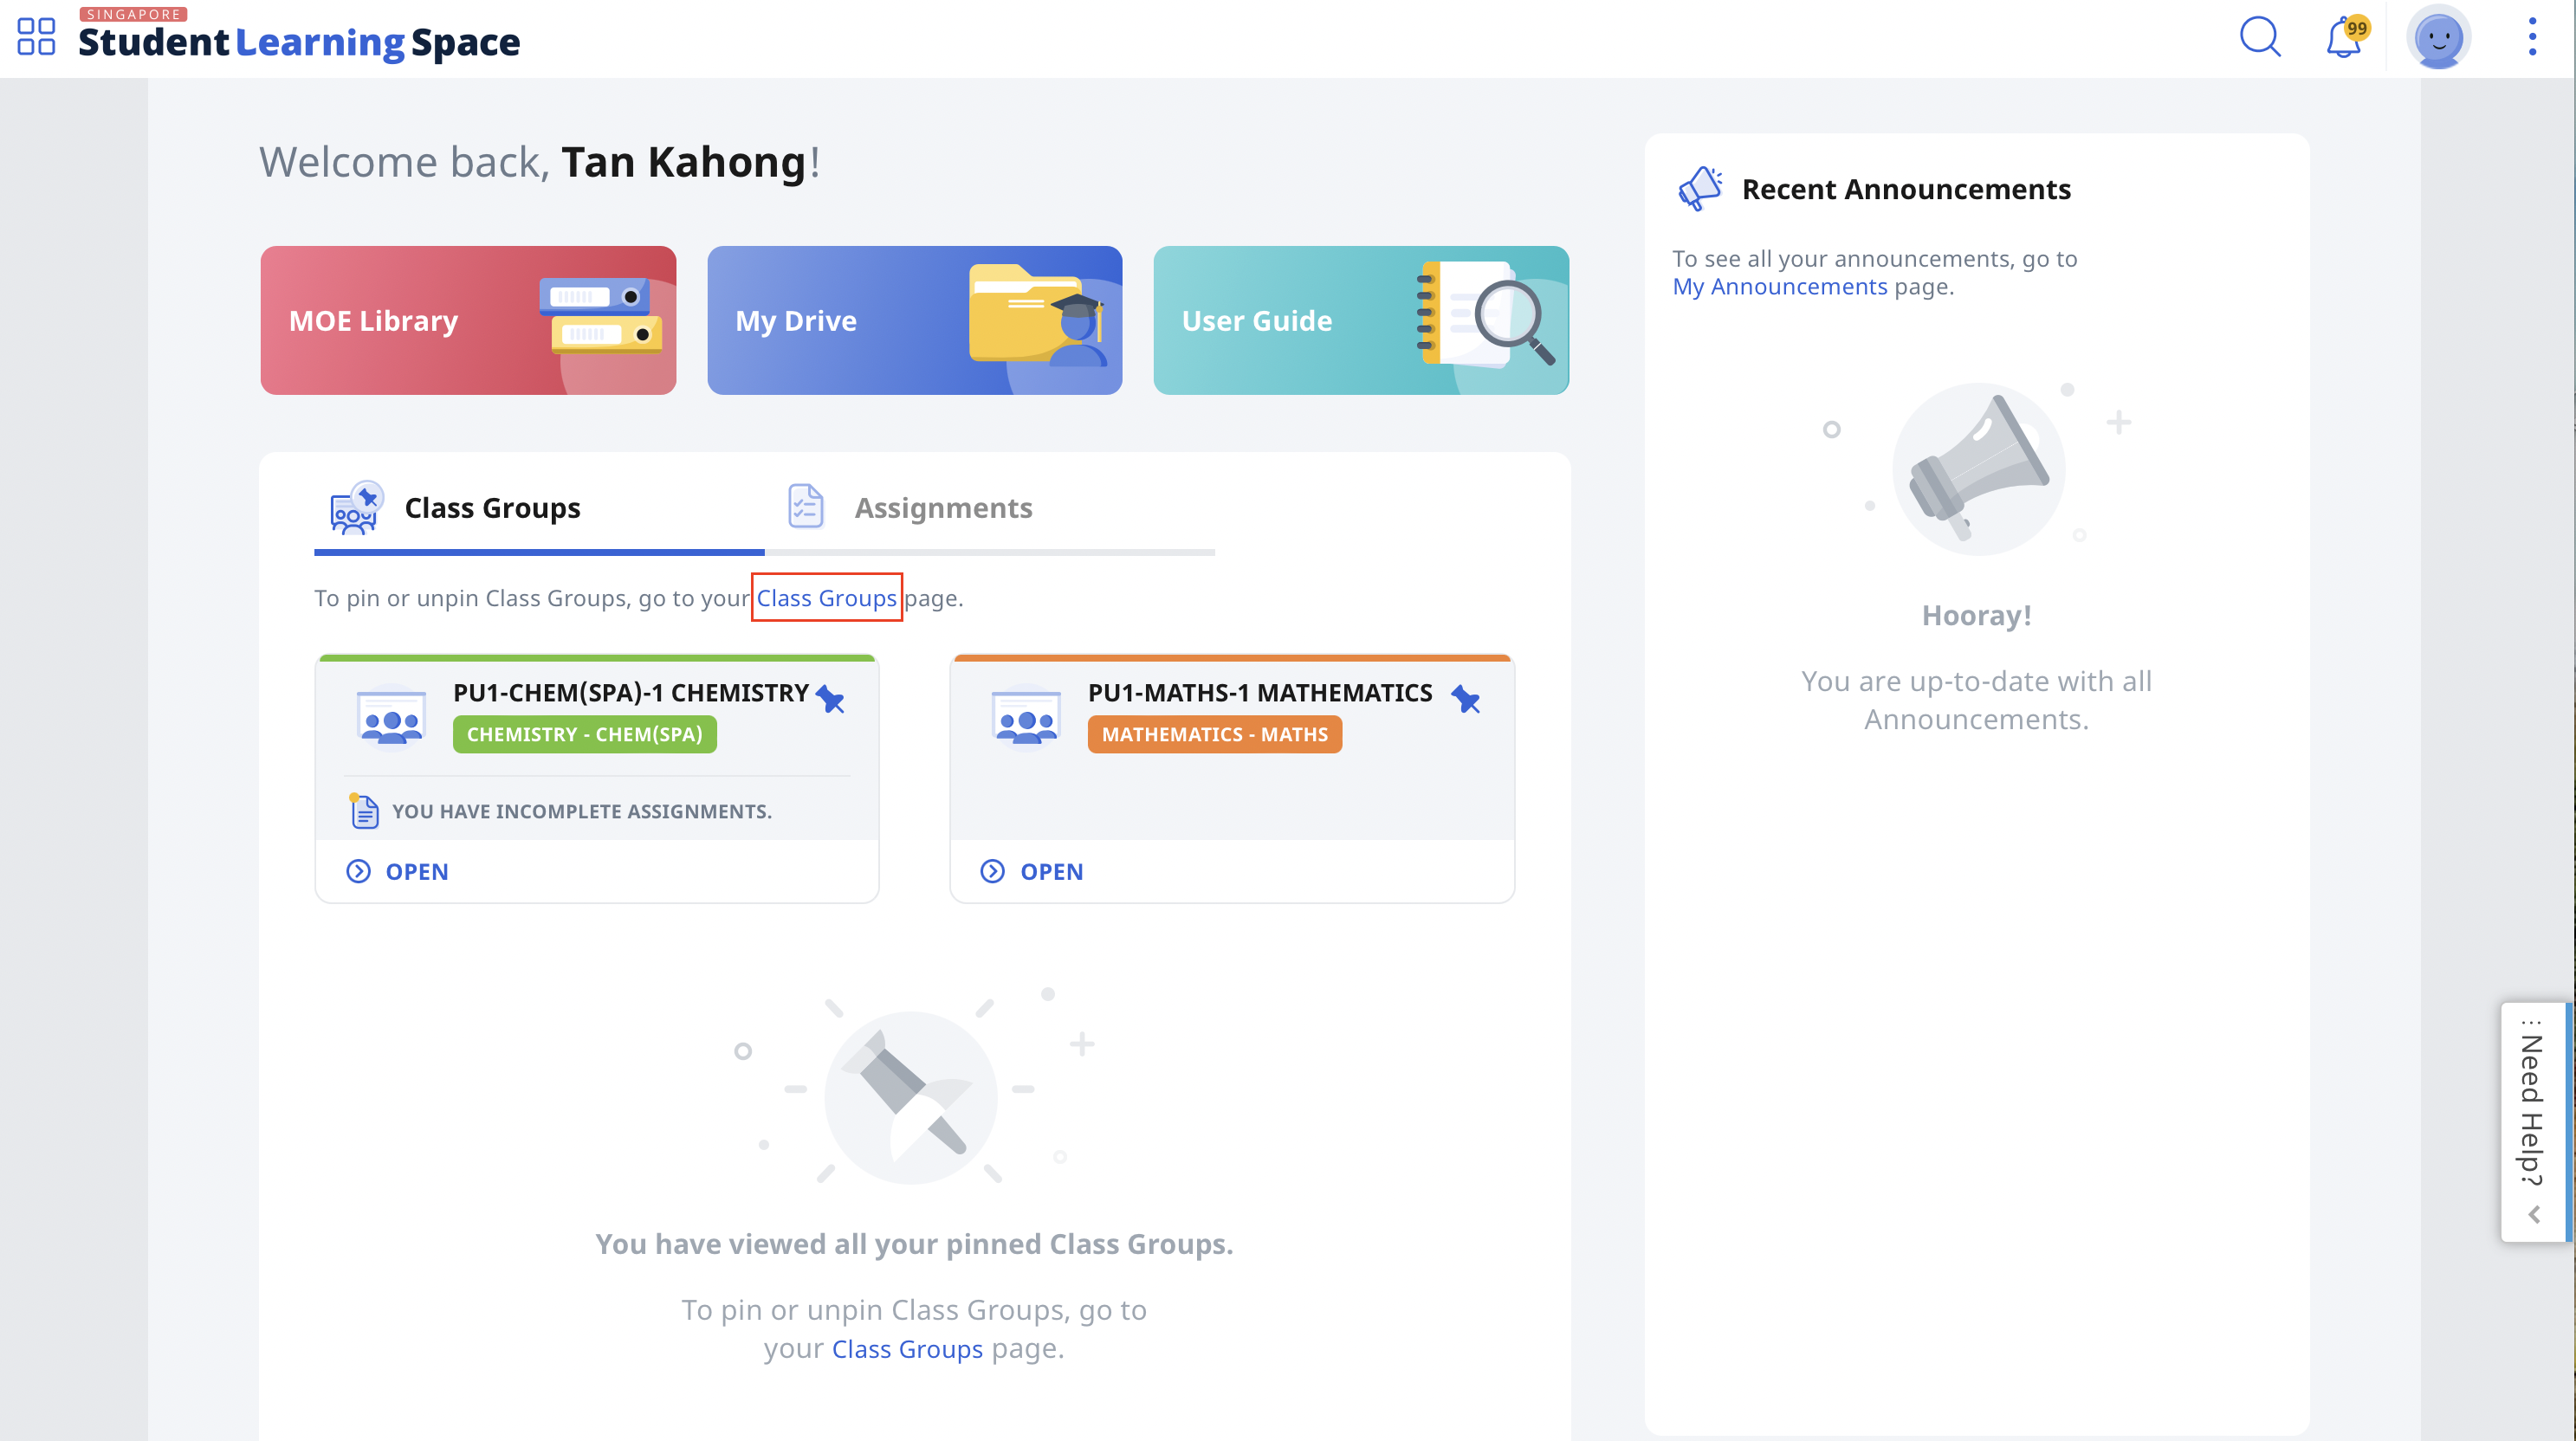 SINGAPORE
Student Learning Space
99
Welcome back, Tan Kahong!
MOE Library
My Drive
User Guide
Class Groups
Assignments
To pin or unpin Class Groups, go to your Class Groups page.
PU1-CHEM(SPA)-1 CHEMISTRY
CHEMISTRY - CHEM(SPA)
YOU HAVE INCOMPLETE ASSIGNMENTS.
OPEN
PU1-MATHS-1 MATHEMATICS
MATHEMATICS - MATHS
OPEN
You have viewed all your pinned Class Groups.
To pin or unpin Class Groups, go to
your Class Groups page.
Recent Announcements
To see all your announcements, go to
My Announcements page.
Hooray!
You are up-to-date with all
Announcements.
Need Help?